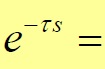 e^{-τs} =